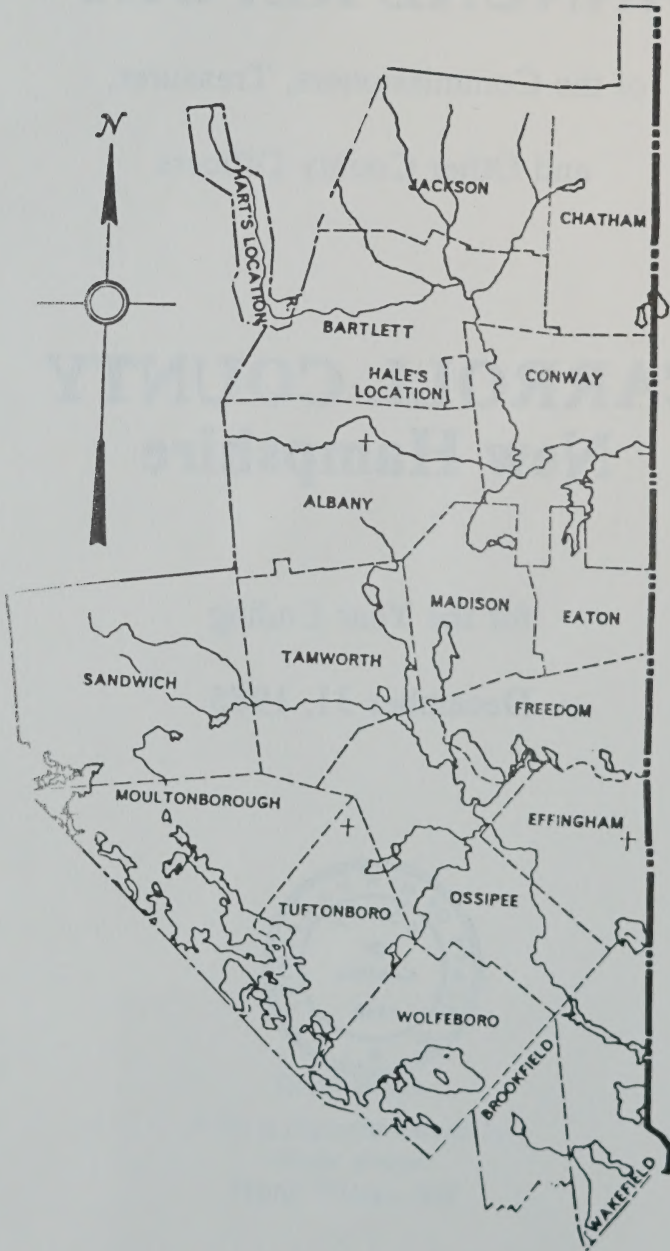 N
HART'S LOCATION
JACKSON
CHATHAM
R.
BARTLETT
HALE'S
LOCATION
CONWAY
ALBANY
MADISON
EATON
TAMWORTH
SANDWICH
FREEDOM
MOULTONBOROUGH
EFFINGHAM
TUFTONBORO
OSSIPEE
WOLFEBORO
BROOKFIELD
WAKEFIELD